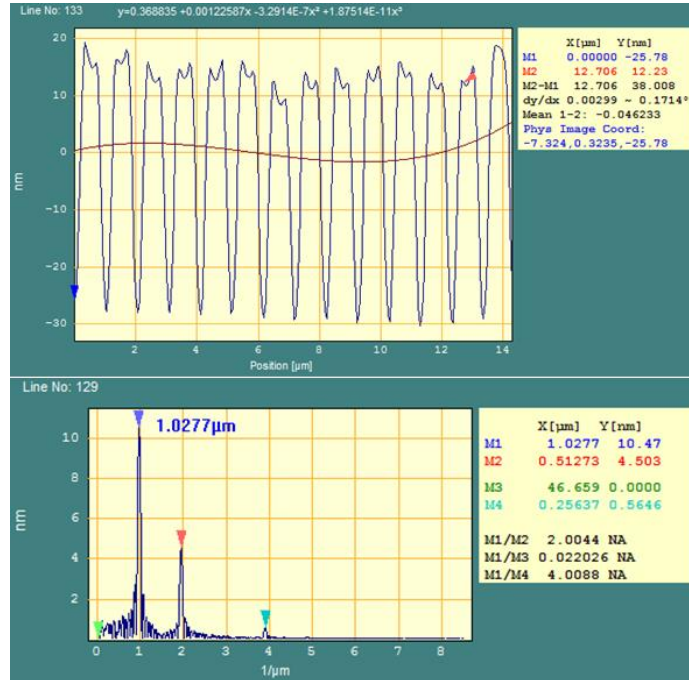 Line No: 133 y=0.368835 +0.00122587x -3.2914E-7x² +1.87514E-11x³
X[µm] Y[nm]
M1 0.00000 -25.78
M2 12.706 12.23
M2-M1 12.706 38.008
dy/dx 0.00299 ~ 0.1714°
Mean 1-2: -0.046233
Phys Image Coord:
-7.324,0.3235,-25.78
20
10
0
-10
-20
-30
nm
2 4 6 8 10 12 14
Position [µm]
Line No: 129
1.0277µm
X[µm] Y[nm]
M1 1.0277 10.47
M2 0.51273 4.503
M3 46.659 0.0000
M4 0.25637 0.5646
M1/M2 2.0044 NA
M1/M3 0.022026 NA
M1/M4 4.0088 NA
10
8
6
4
2
nm
0 1 2 3 4 5 6 7 8
1/µm